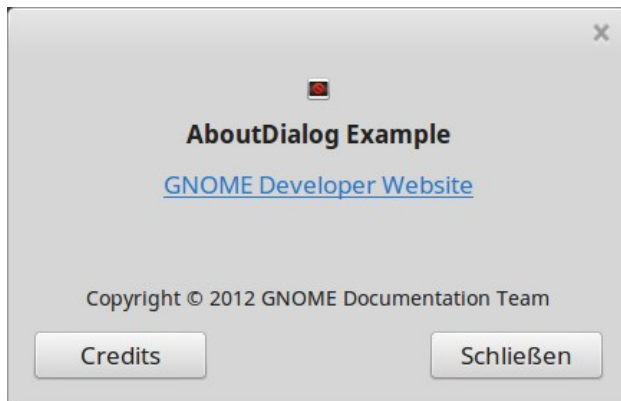 AboutDialog Example
GNOME Developer Website
Copyright © 2012 GNOME Documentation Team
Credits
Schließen